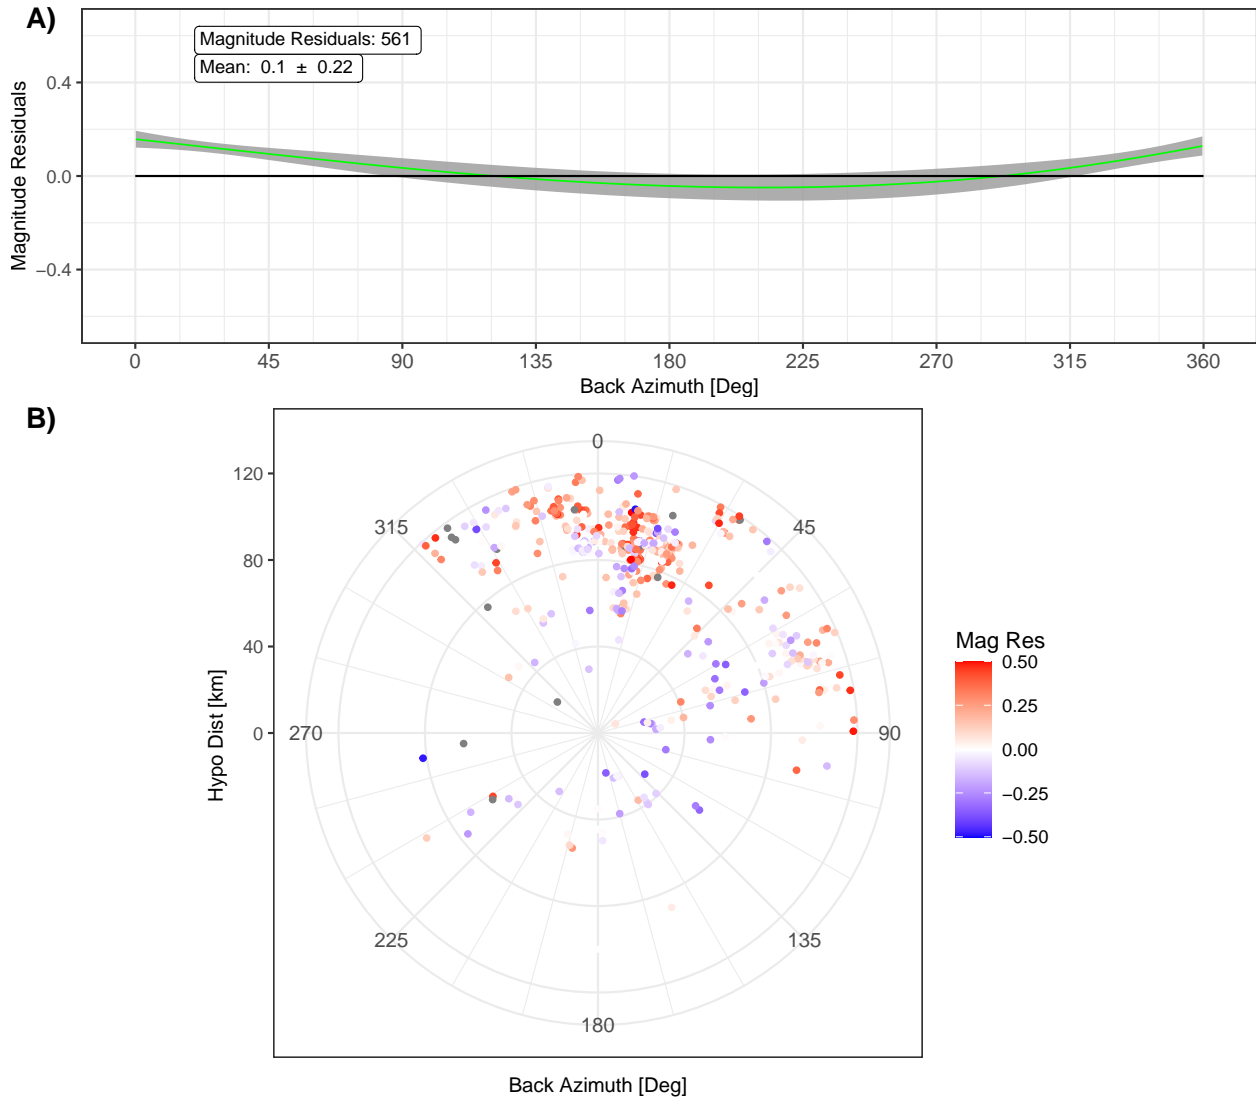 A)
Magnitude Residuals: 561
Mean:  0.1  ±  0.22
Magnitude Residuals
0.4
0.0
−0.4
0 45 90 135 180 225 270 315 360
Back Azimuth [Deg]
B)
Hypo Dist [km]
120
80
40
0
0
45
90
135
180
225
270
315
Back Azimuth [Deg]
Mag Res
0.50
0.25
0.00
−0.25
−0.50